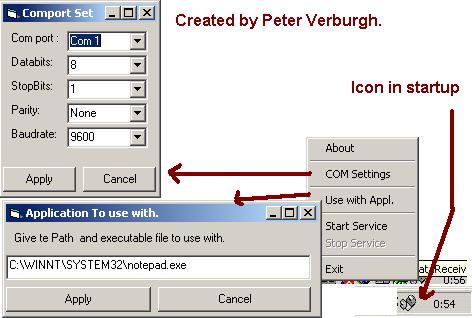 Comport Set
Created by Peter Verburgh.
Com port :
Com 1
Databits:
8
StopBits:
1
Parity:
None
Baudrate:
9600
Apply
Cancel
Icon in startup
About
COM Settings
Use with Appl.
Start Service
Stop Service
Exit
Application To use with.
Give te Path and executable file to use with.
C:\WINNT\SYSTEM32\notepad.exe
Apply
Cancel
0:56
0:54